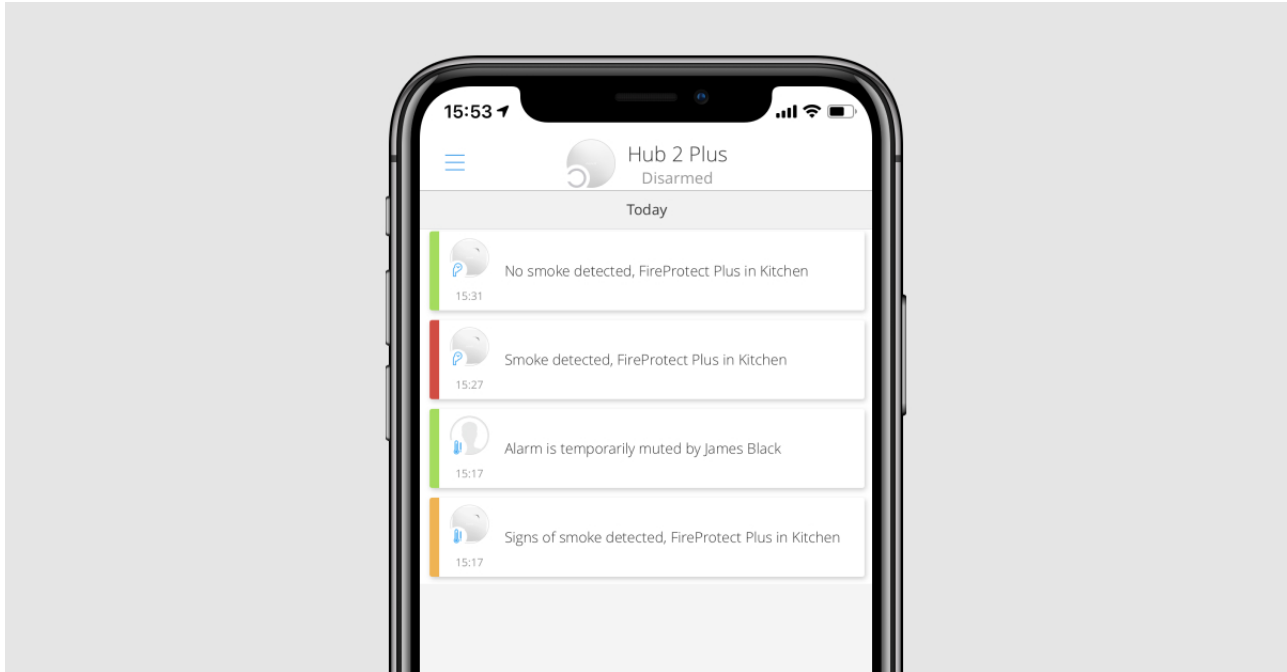 15:53
Hub 2 Plus
Disarmed
Today
No smoke detected, FireProtect Plus in Kitchen
15:31
Smoke detected, FireProtect Plus in Kitchen
15:27
Alarm is temporarily muted by James Black
15:17
Signs of smoke detected, FireProtect Plus in Kitchen
15:17